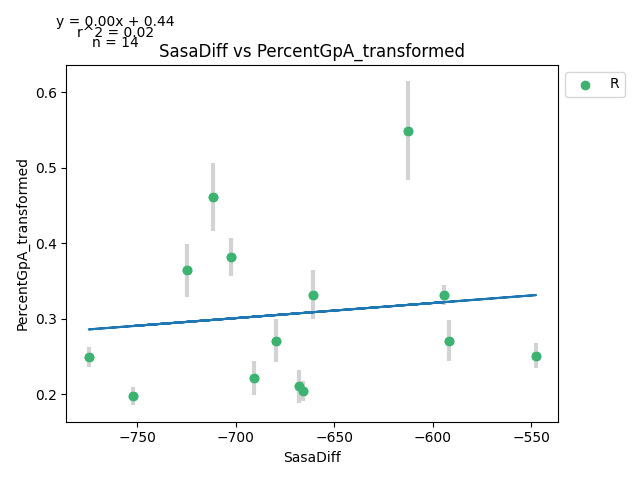 y = 0.00x + 0.44
r^2 = 0.02
n = 14
SasaDiff vs PercentGpA_transformed
R
PercentGpA_transformed
0.6
0.5
0.4
0.3
0.2
−750
−700
−650
−600
−550
SasaDiff